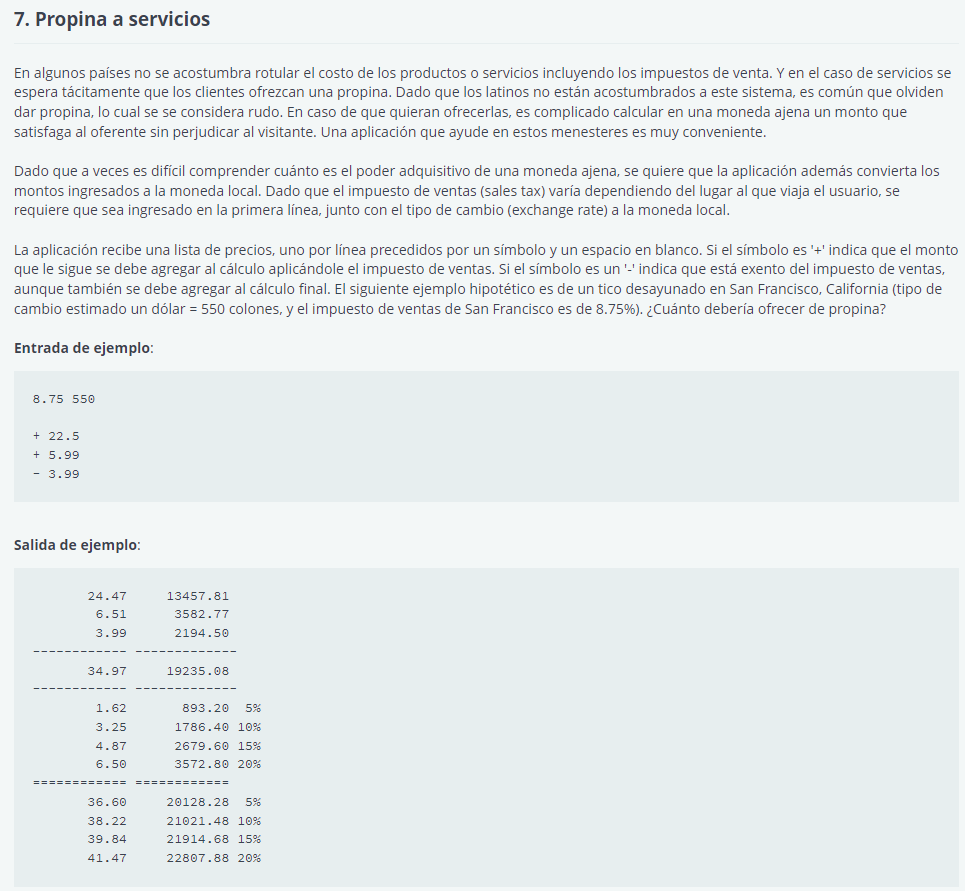 7. Propina a servicios
En algunos países no se acostumbra rotular el costo de los productos o servicios incluyendo los impuestos de venta. Y en el caso de servicios se
espera tácitamente que los clientes ofrezcan una propina. Dado que los latinos no están acostumbrados a este sistema, es común que olviden
dar propina, lo cual se se considera rudo. En caso de que quieran ofrecerlas, es complicado calcular en una moneda ajena un monto que
satisfaga al oferente sin perjudicar al visitante. Una aplicación que ayude en estos menesteres es muy conveniente.
Dado que a veces es difícil comprender cuánto es el poder adquisitivo de una moneda ajena, se quiere que la aplicación además convierta los
montos ingresados a la moneda local. Dado que el impuesto de ventas (sales tax) varía dependiendo del lugar al que viaja el usuario, se
requiere que sea ingresado en la primera línea, junto con el tipo de cambio (exchange rate) a la moneda local.
La aplicación recibe una lista de precios, uno por línea precedidos por un símbolo y un espacio en blanco. Si el símbolo es '+' indica que el monto
que le sigue se debe agregar al cálculo aplicándole el impuesto de ventas. Si el símbolo es un '-' indica que está exento del impuesto de ventas,
aunque también se debe agregar al cálculo final. El siguiente ejemplo hipotético es de un tico desayunado en San Francisco, California (tipo de
cambio estimado un dólar = 550 colones, y el impuesto de ventas de San Francisco es de 8.75%). ¿Cuánto debería ofrecer de propina?
Entrada de ejemplo:
8.75 550
+ 22.5
+ 5.99
- 3.99
Salida de ejemplo:
       24.47     13457.81
        6.51      3582.77
        3.99      2194.50
------------ -------------
       34.97     19235.08
------------ -------------
        1.62       893.20  5%
        3.25      1786.40 10%
        4.87      2679.60 15%
        6.50      3572.80 20%
============ ============
       36.60     20128.28  5%
       38.22     21021.48 10%
       39.84     21914.68 15%
       41.47     22807.88 20%